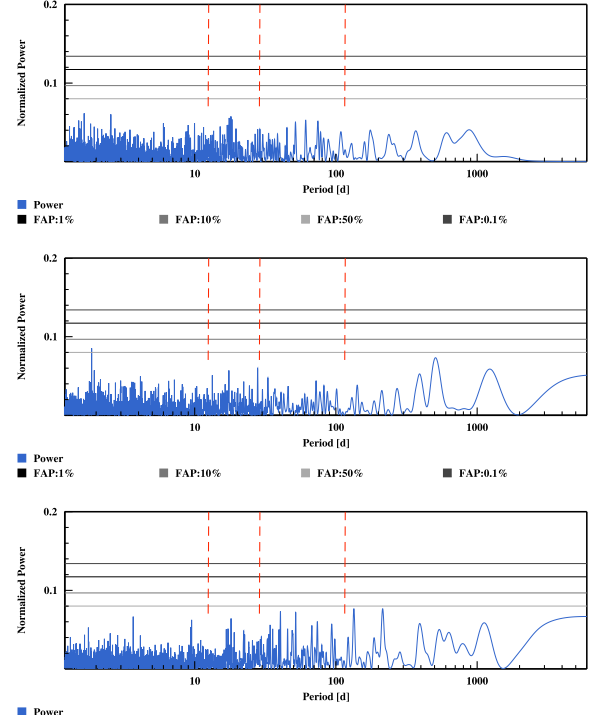 0.2
0.1
Normalized Power
10 100 1000
Period [d]
Power
FAP:1% FAP:10% FAP:50% FAP:0.1%
0.2
0.1
Normalized Power
10 100 1000
Period [d]
Power
FAP:1% FAP:10% FAP:50% FAP:0.1%
0.2
0.1
Normalized Power
10 100 1000
Period [d]
Power